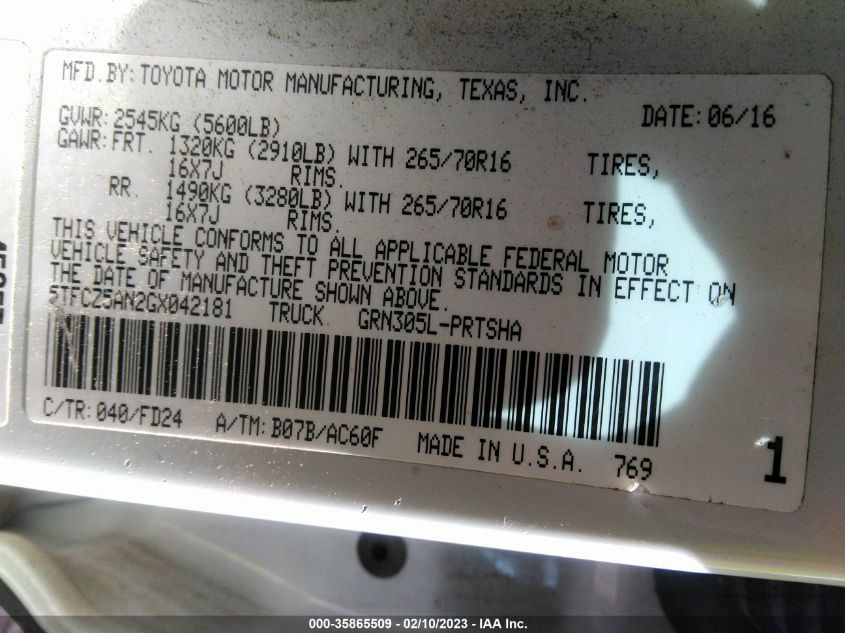 MFD.BY: TOYOTA MOTOR MANUFACTURING, TEXAS, INC.
DATE: 06/16
GVWR: 2545KG (5600LB)
GAWR: FRT. 1320KG (2910LB) WITH 265/70R16 TIRES,
16X7J RIMS.
RR. 1490KG (3280LB) WITH 265/70R16 TIRES,
16X7J RIMS.
THIS VEHICLE CONFORMS TO ALL APPLICABLE FEDERAL MOTOR
VEHICLE SAFETY AND THEFT PREVENTION STANDARDS IN EFFECT ON
THE DATE OF MANUFACTURE SHOWN ABOVE.
5TFCZ5AN2GX042181 TRUCK GRN305L-PRTSHA
C/TR: 040/FD24 A/TM: B07B/AC60F MADE IN U.S.A. 769
1
000-35865509 - 02/10/2023 - IAA Inc.